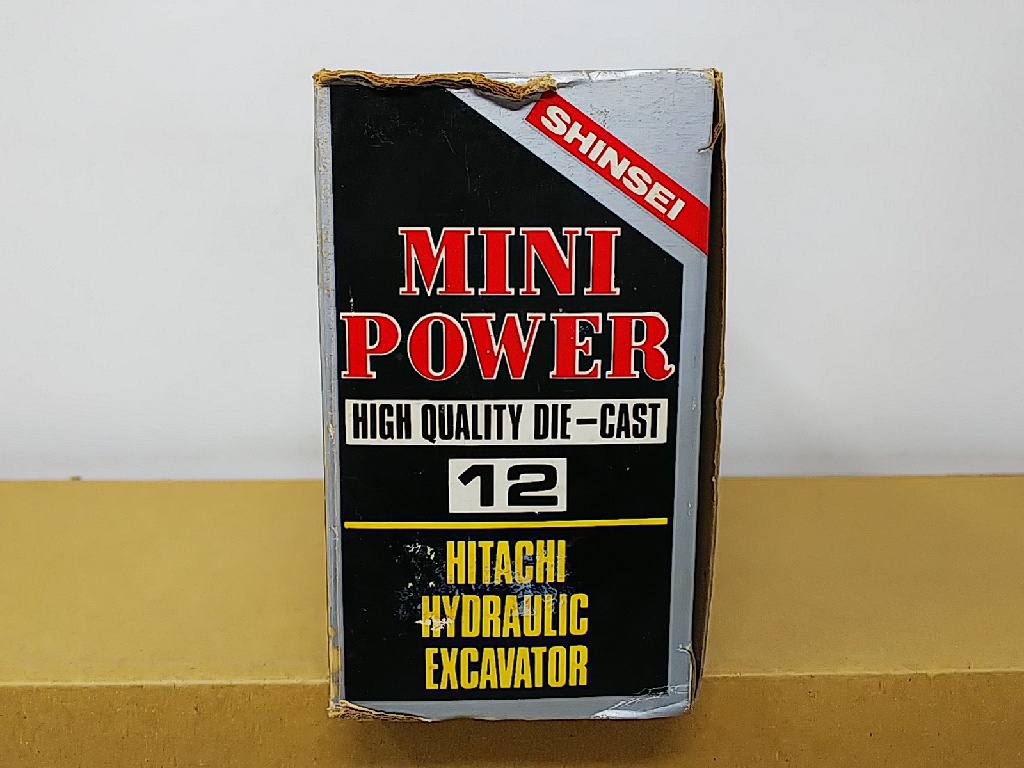 SHINSEI
MINI
POWER
HIGH QUALITY DIE-CAST
12
HITACHI
HYDRAULIC
EXCAVATOR